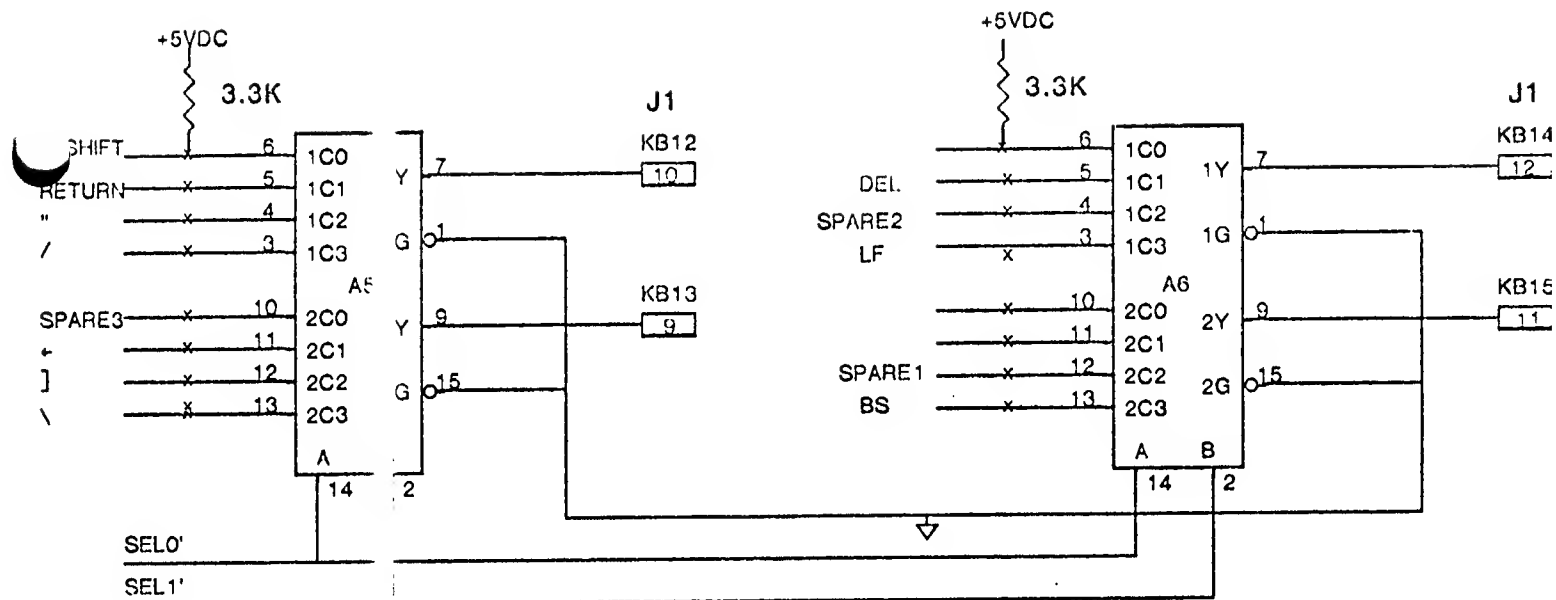 +5VDC
3.3K
J1
KB12
10
SHIFT 6 1C0
RETURN 5 1C1
" 4 1C2
/ 3 1C3
SPARE3 10 2C0
← 11 2C1
] 12 2C2
\ 13 2C3
Y 7
G 1
A5
KB13
9
Y 9
G 15
A
14
2
+5VDC
3.3K
J1
KB14
12
6 1C0
DEL 5 1C1
SPARE2 4 1C2
LF 3 1C3
10 2C0
11 2C1
SPARE1 12 2C2
BS 13 2C3
1Y 7
1G 1
A6
KB15
11
2Y 9
2G 15
A B
14 2
SEL0'
SEL1'